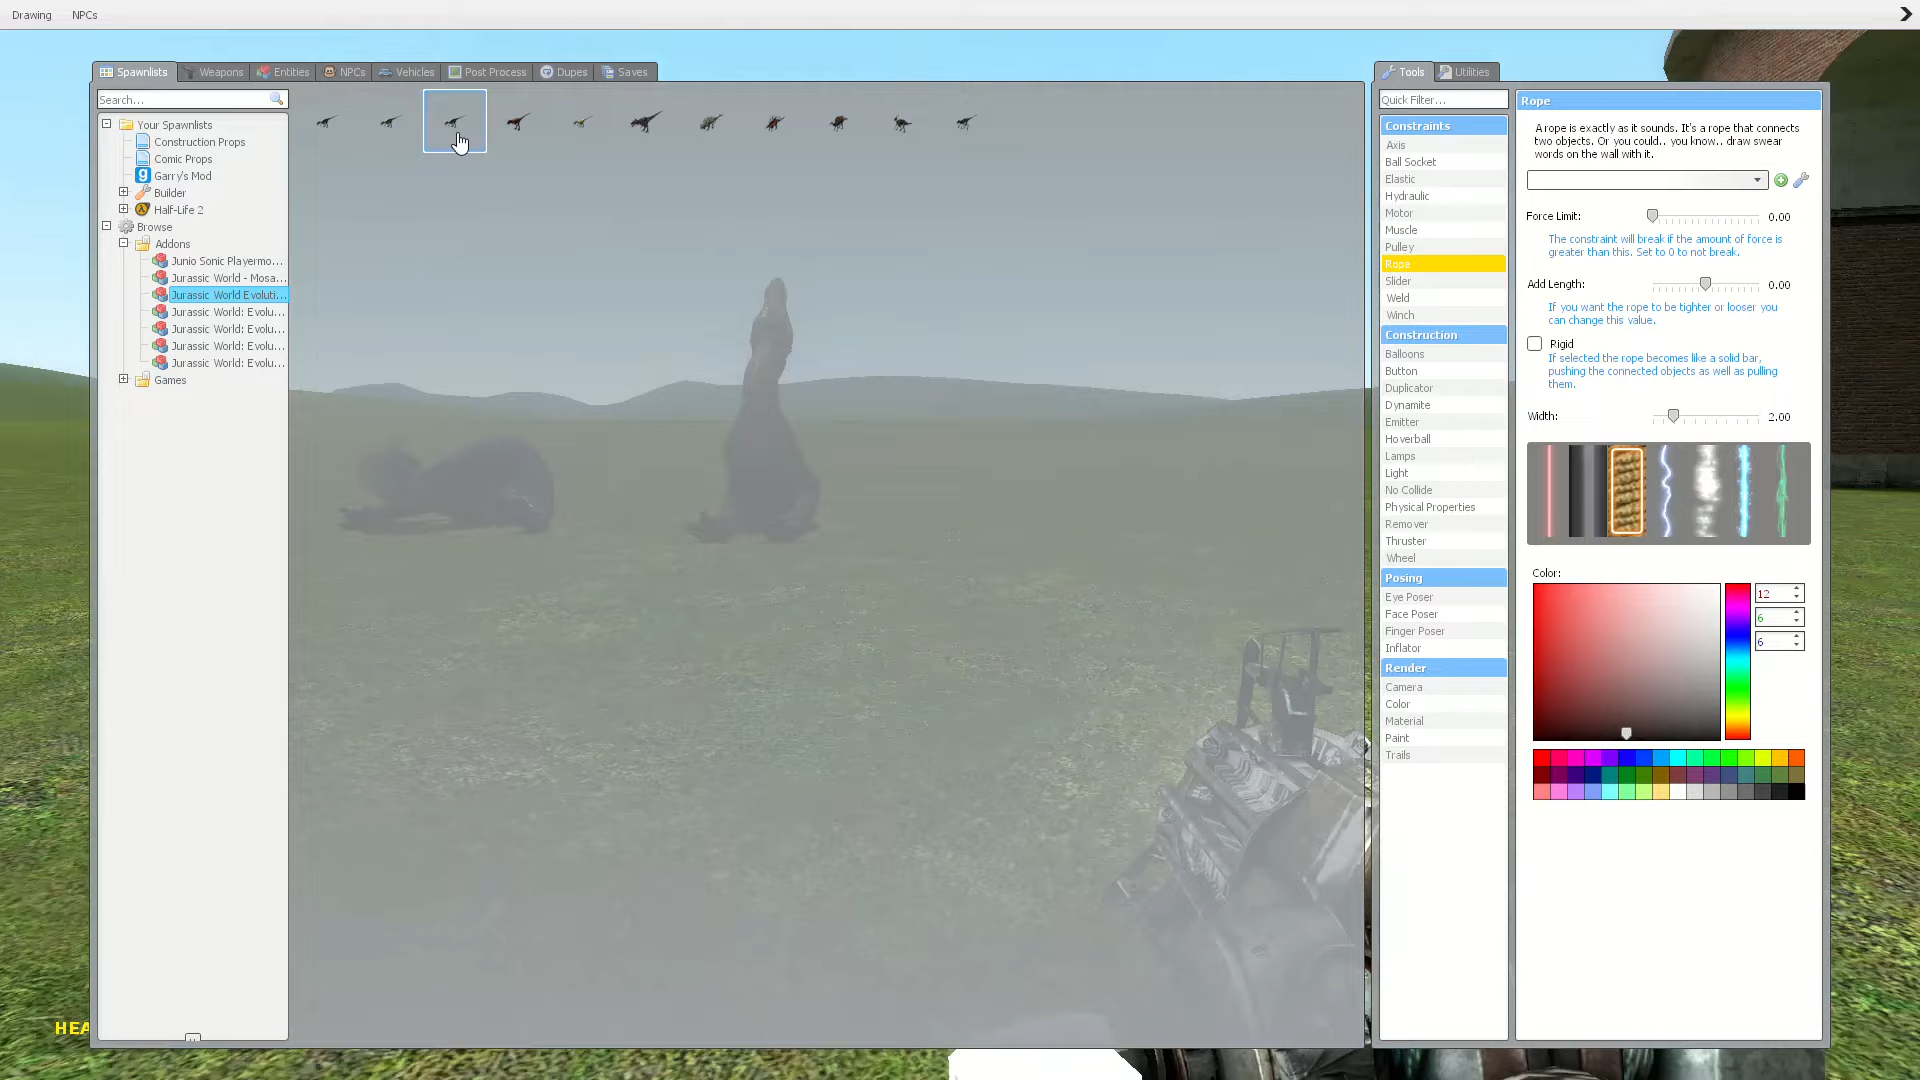 Drawing NPCs
Spawnlists Weapons Entities NPCs Vehicles Post Process Dupes Saves
Search...
Your Spawnlists
Construction Props
Comic Props
Garry's Mod
Builder
Half-Life 2
Browse
Addons
Junio Sonic Playermo...
Jurassic World - Mosa...
Jurassic World Evoluti...
Jurassic World: Evolu...
Jurassic World: Evolu...
Jurassic World: Evolu...
Jurassic World: Evolu...
Games
HEA
Tools Utilities
Quick Filter...
Constraints
Axis
Ball Socket
Elastic
Hydraulic
Motor
Muscle
Pulley
Rope
Slider
Weld
Winch
Construction
Balloons
Button
Duplicator
Dynamite
Emitter
Hoverball
Lamps
Light
No Collide
Physical Properties
Remover
Thruster
Wheel
Posing
Eye Poser
Face Poser
Finger Poser
Inflator
Render
Camera
Color
Material
Paint
Trails
Rope
A rope is exactly as it sounds. It's a rope that connects
two objects. Or you could.. you know.. draw swear
words on the wall with it.
Force Limit: 0.00
The constraint will break if the amount of force is
greater than this. Set to 0 to not break.
Add Length: 0.00
If you want the rope to be tighter or looser you
can change this value.
Rigid
If selected the rope becomes like a solid bar,
pushing the connected objects as well as pulling
them.
Width: 2.00
Color:
12
6
6